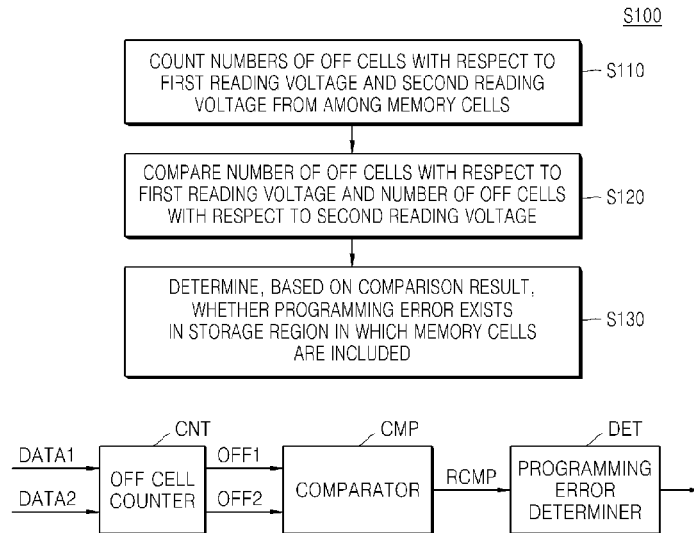 S100
COUNT NUMBERS OF OFF CELLS WITH RESPECT TO
FIRST READING VOLTAGE AND SECOND READING
VOLTAGE FROM AMONG MEMORY CELLS
S110
COMPARE NUMBER OF OFF CELLS WITH RESPECT TO
FIRST READING VOLTAGE AND NUMBER OF OFF CELLS
WITH RESPECT TO SECOND READING VOLTAGE
S120
DETERMINE, BASED ON COMPARISON RESULT,
WHETHER PROGRAMMING ERROR EXISTS
IN STORAGE REGION IN WHICH MEMORY CELLS
ARE INCLUDED
S130
CNT
CMP
DET
DATA1
DATA2
OFF CELL
COUNTER
OFF1
OFF2
COMPARATOR
RCMP
PROGRAMMING
ERROR
DETERMINER